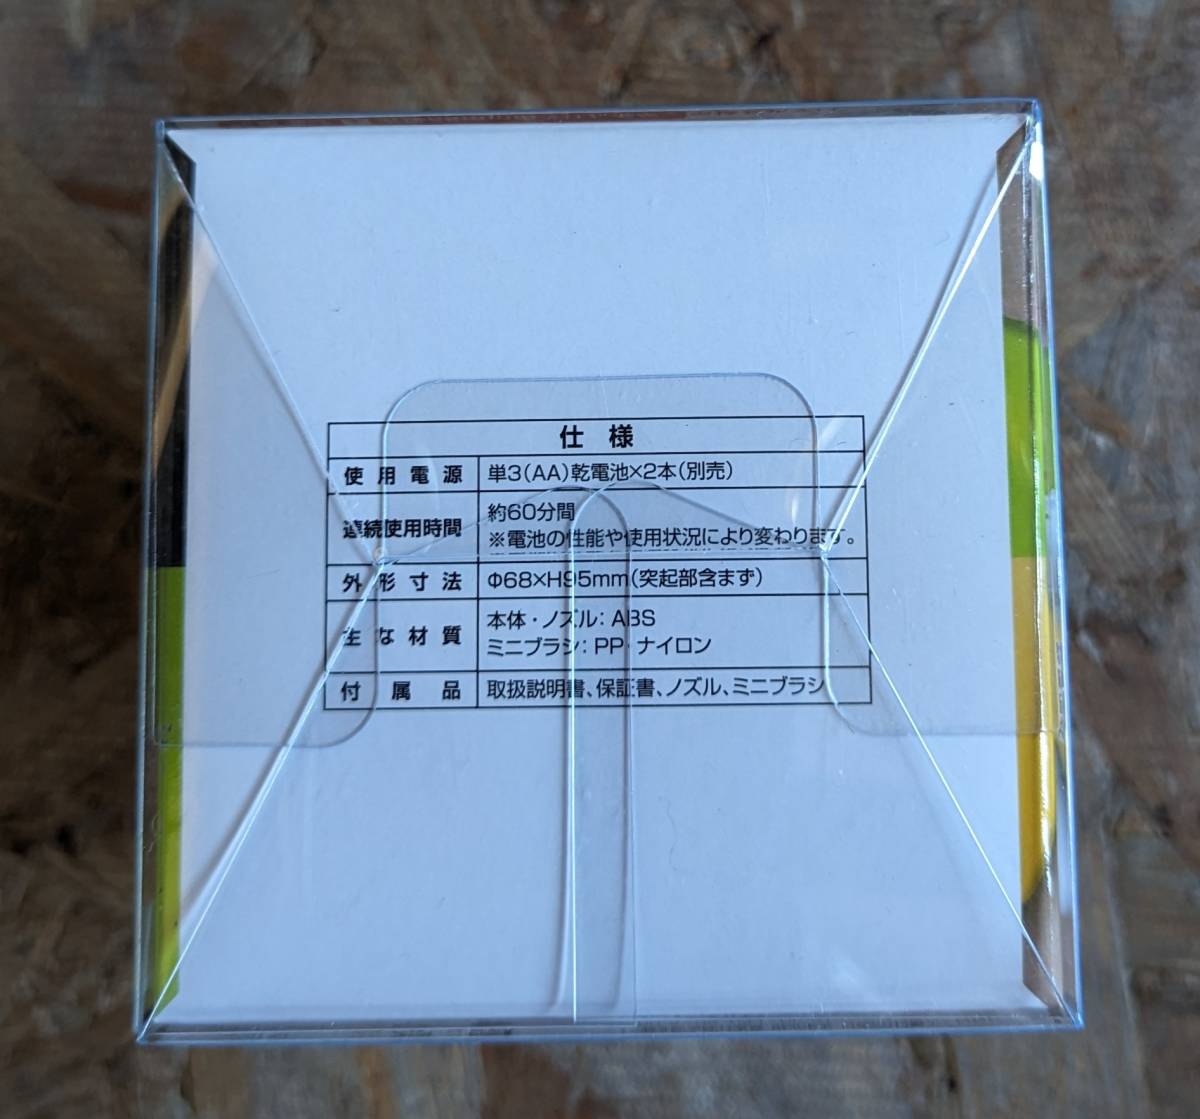 仕様
使用電源 単3(AA)乾電池×2本(別売)
連続使用時間 約60分間
※電池の性能や使用状況により変わります。
外形寸法 Φ68×H95mm(突起部含まず)
主な材質 本体・ノズル:ABS
ミニブラシ:PP・ナイロン
付属品 取扱説明書、保証書、ノズル、ミニブラシ